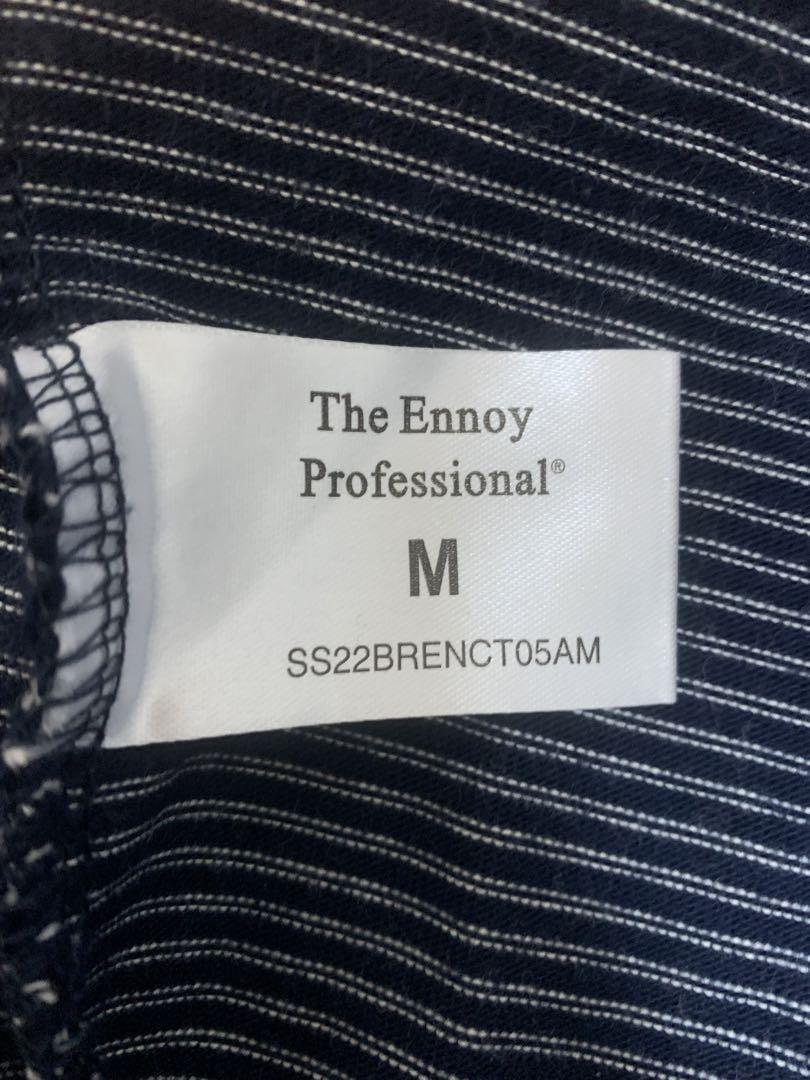 The Ennoy
Professional®
M
SS22BRENCT05AM